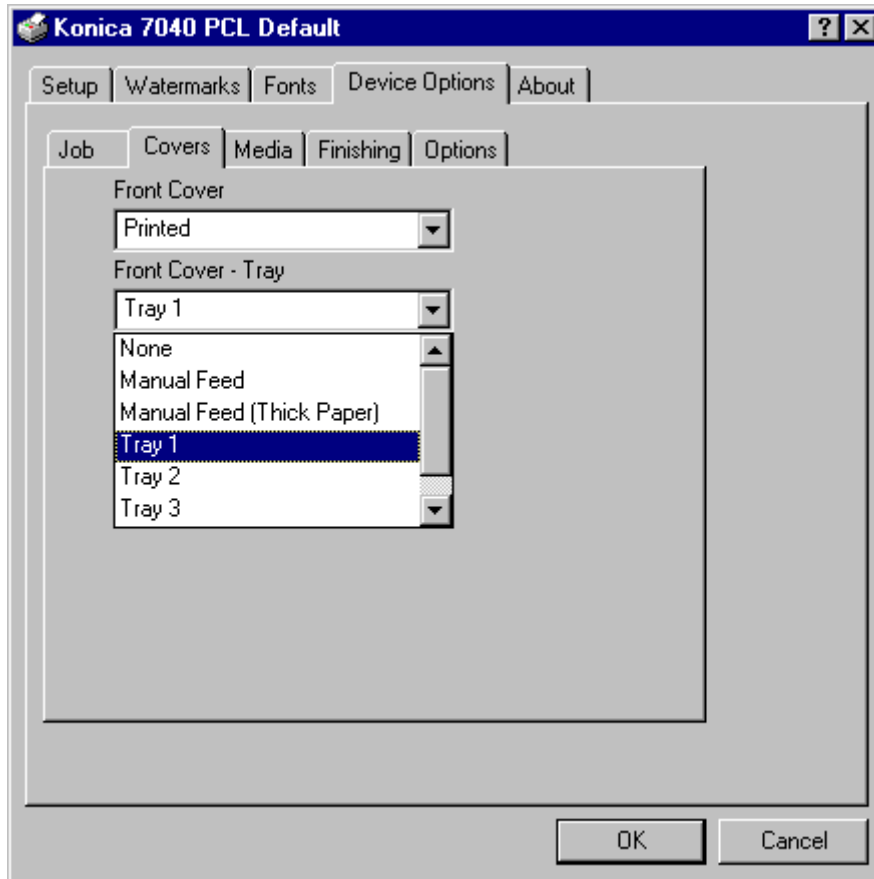 Konica 7040 PCL Default
Setup Watermarks Fonts Device Options About
Job Covers Media Finishing Options
Front Cover
Printed
Front Cover - Tray
Tray 1
None
Manual Feed
Manual Feed (Thick Paper)
Tray 1
Tray 2
Tray 3
OK Cancel